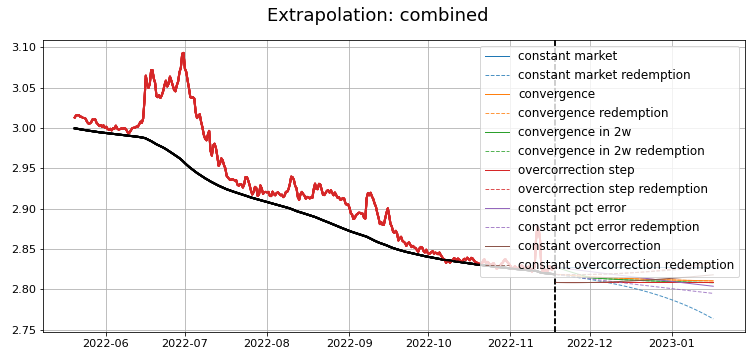 Extrapolation: combined
3.10
3.05
3.00
2.95
2.90
2.85
2.80
2.75
constant market
constant market redemption
convergence
convergence redemption
convergence in 2w
convergence in 2w redemption
overcorrection step
overcorrection step redemption
constant pct error
constant pct error redemption
constant overcorrection
constant overcorrection redemption
2022-06 2022-07 2022-08 2022-09 2022-10 2022-11 2022-12 2023-01